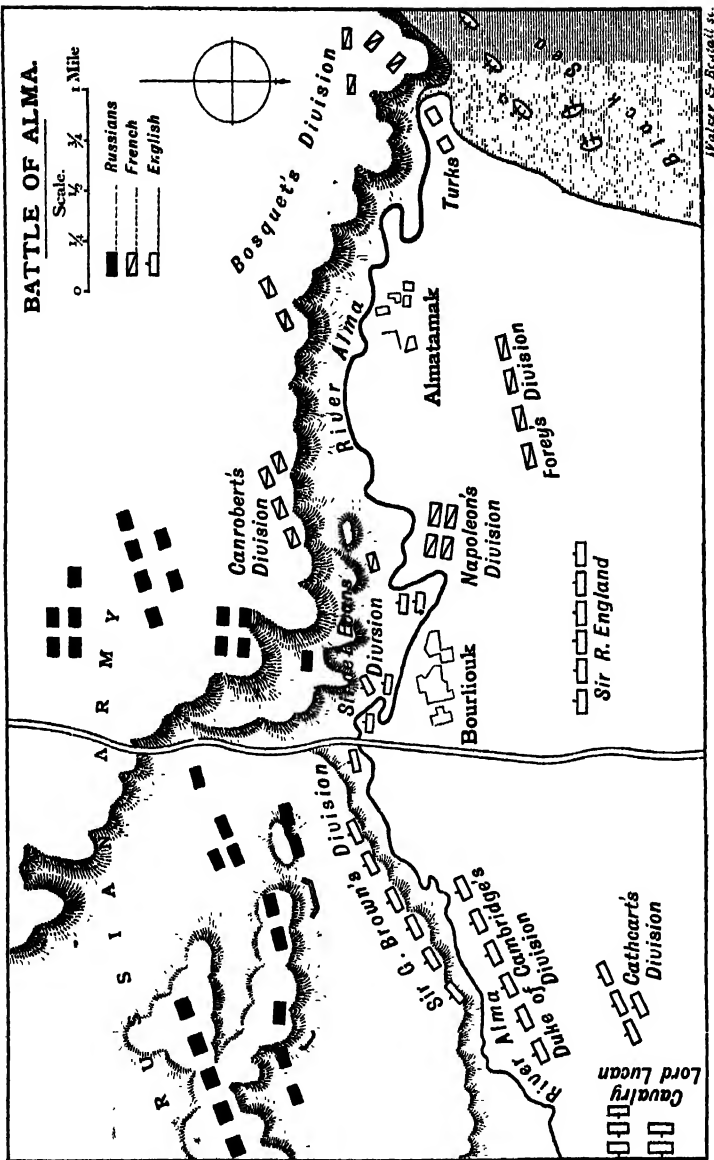 BATTLE OF ALMA.
Scale.
0 ¼ ½ ¾ 1 Mile
Russians
French
English
Bosquet's Division
Turks
Black Sea
River Alma
Almatamak
Canrobert's
Division
Forey's
Division
Napoleon's
Division
RUSSIAN ARMY
Evans
Division
Bourliouk
Sir R. England
Sir G. Brown's Division
River Alma
Duke of Cambridge's
Division
Cathcart's
Division
Cavalry
Lord Lucan
Walker &
sc.